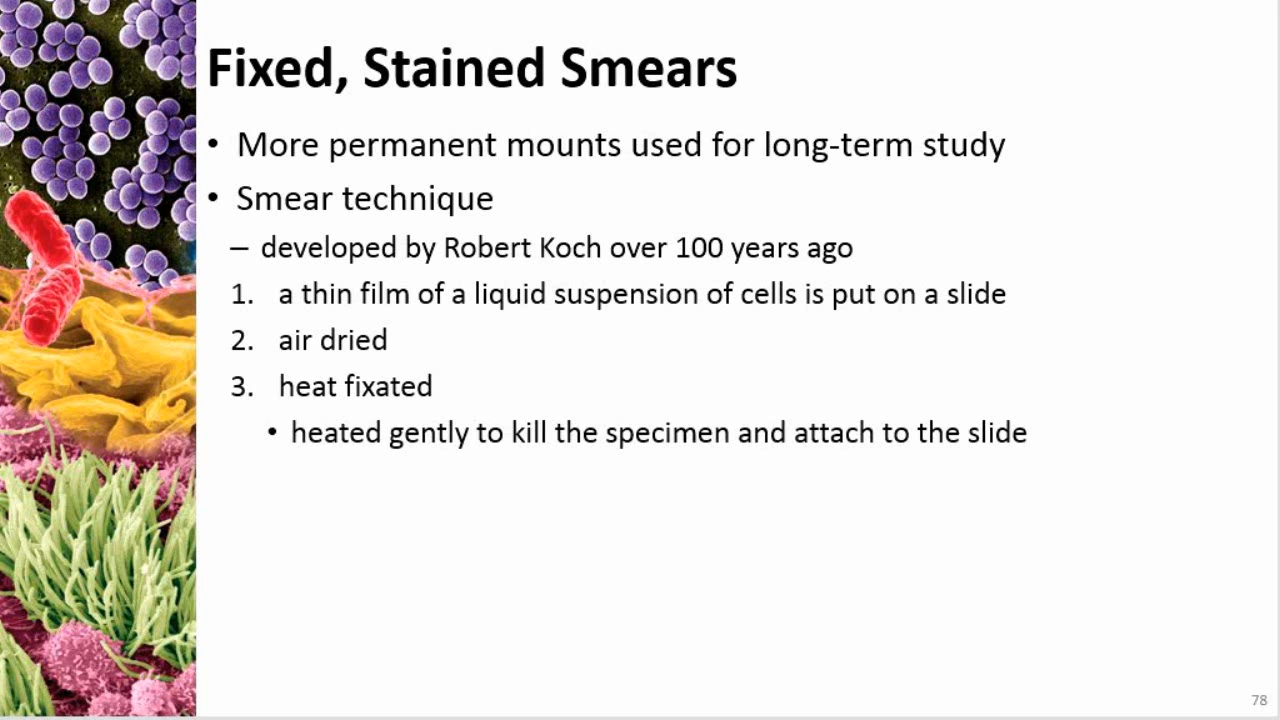 Fixed, Stained Smears
• More permanent mounts used for long-term study
• Smear technique
– developed by Robert Koch over 100 years ago
1. a thin film of a liquid suspension of cells is put on a slide
2. air dried
3. heat fixated
• heated gently to kill the specimen and attach to the slide
78